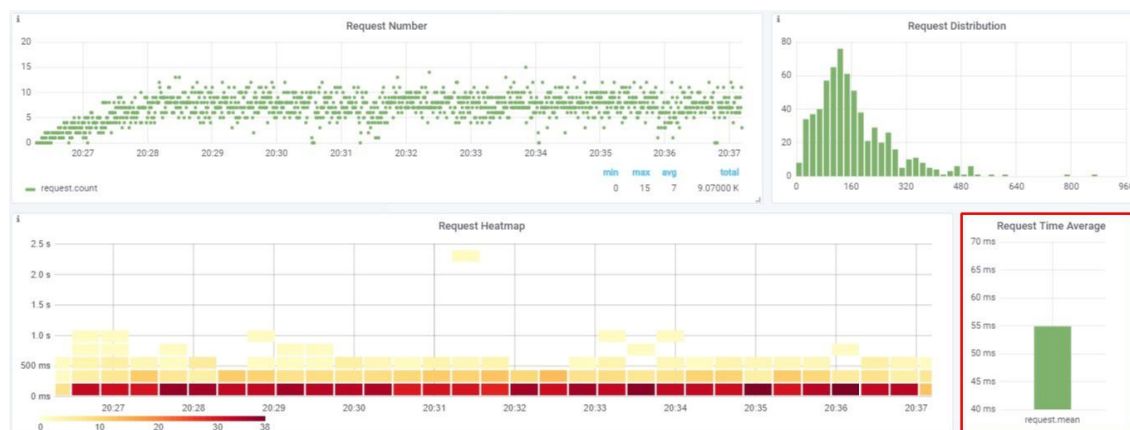 i
Request Number
20
15
10
5
0
20:27 20:28 20:29 20:30 20:31 20:32 20:33 20:34 20:35 20:36 20:37
min max avg total
request.count 0 15 7 9.07000 K
i
Request Distribution
80
60
40
20
0
0 160 320 480 640 800 960
i
Request Heatmap
2.5 s
2.0 s
1.5 s
1.0 s
500 ms
0 ms
20:27 20:28 20:29 20:30 20:31 20:32 20:33 20:34 20:35 20:36 20:37
0 10 20 30 38
Request Time Average
70 ms
65 ms
60 ms
55 ms
50 ms
45 ms
40 ms
request.mean